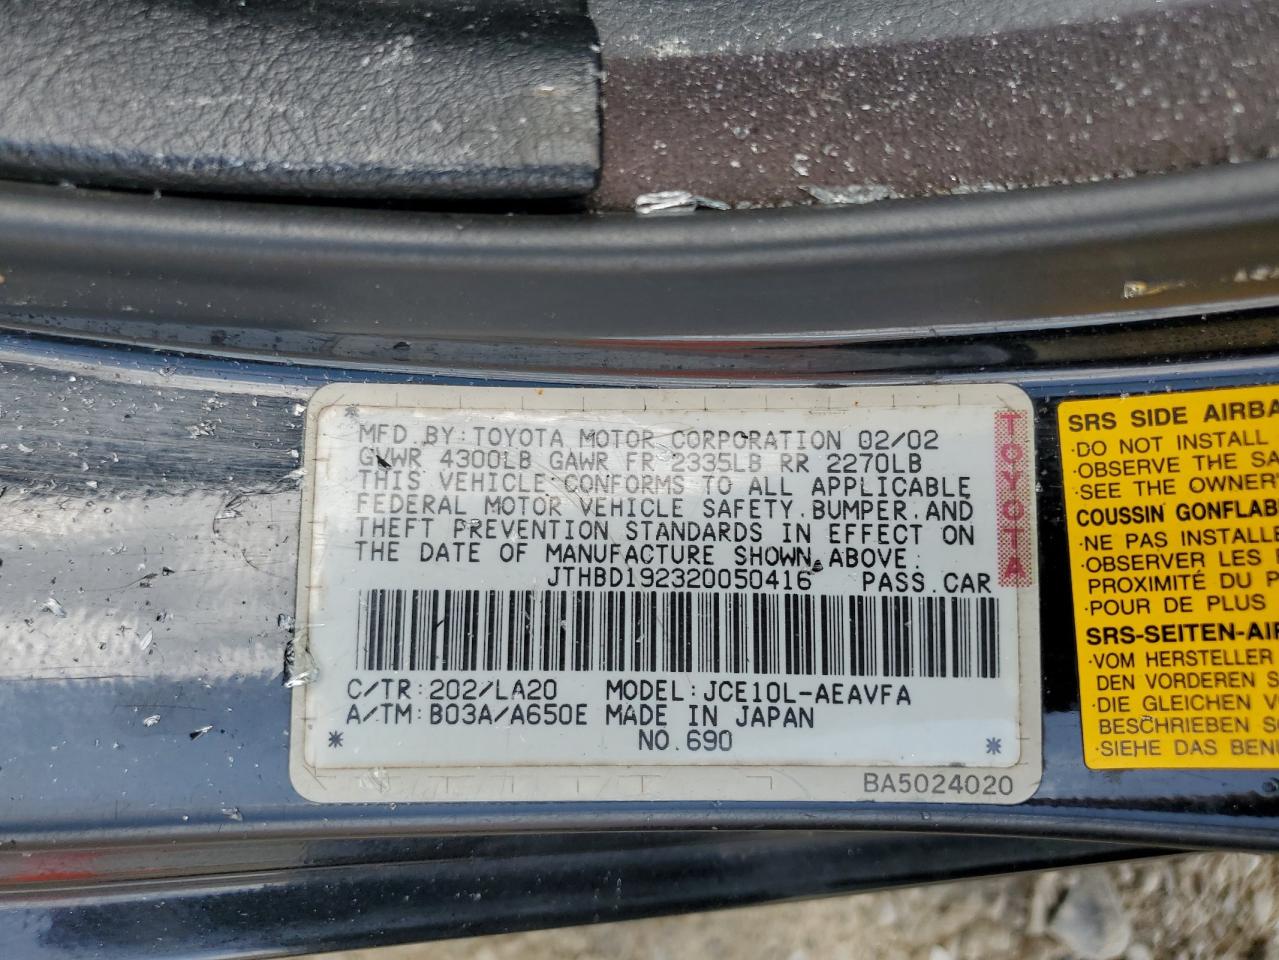 MFD.BY:TOYOTA MOTOR CORPORATION 02/02
GVWR 4300LB GAWR FR 2335LB RR 2270LB
THIS VEHICLE CONFORMS TO ALL APPLICABLE
FEDERAL MOTOR VEHICLE SAFETY,BUMPER,AND
THEFT PREVENTION STANDARDS IN EFFECT ON
THE DATE OF MANUFACTURE SHOWN ABOVE.
JTHBD192320050416 PASS.CAR
C/TR:202/LA20 MODEL:JCE10L-AEAVFA
A/TM:B03A/A650E MADE IN JAPAN
NO.690
BA5024020
TOYOTA
SRS SIDE AIRBA
·DO NOT INSTALL
·OBSERVE THE SA
·SEE THE OWNER'
COUSSIN GONFLAB
·NE PAS INSTALLE
·OBSERVER LES
PROXIMITÉ DU P
·POUR DE PLUS
SRS-SEITEN-AIR
·VOM HERSTELLER
DEN VORDEREN S
·DIE GLEICHEN V
BESCHRIEBEN S
·SIEHE DAS BENU